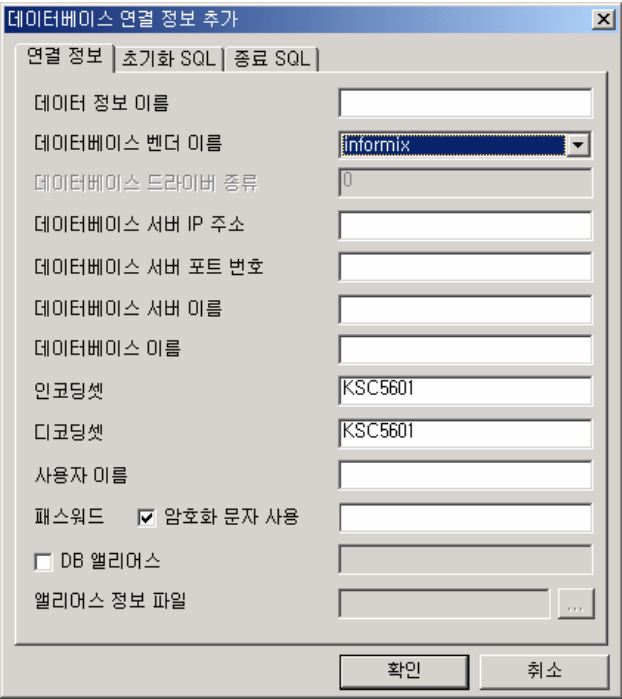 데이터베이스 연결 정보 추가
연결 정보 초기화 SQL 종료 SQL
데이터 정보 이름
데이터베이스 벤더 이름 informix
데이터베이스 드라이버 종류 0
데이터베이스 서버 IP 주소
데이터베이스 서버 포트 번호
데이터베이스 서버 이름
데이터베이스 이름
인코딩셋 KSC5601
디코딩셋 KSC5601
사용자 이름
패스워드 암호화 문자 사용
DB 앨리어스
앨리어스 정보 파일 ...
확인 취소